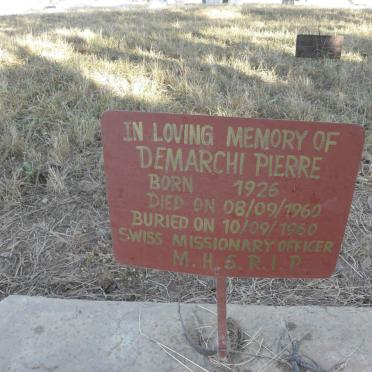 IN LOVING MEMORY OF
DEMARCHI PIERRE
BORN 1926
DIED ON 08/09/1960
BURIED ON 10/09/1960
SWISS MISSIONARY OFFICER
M.H.S.R.I.P.